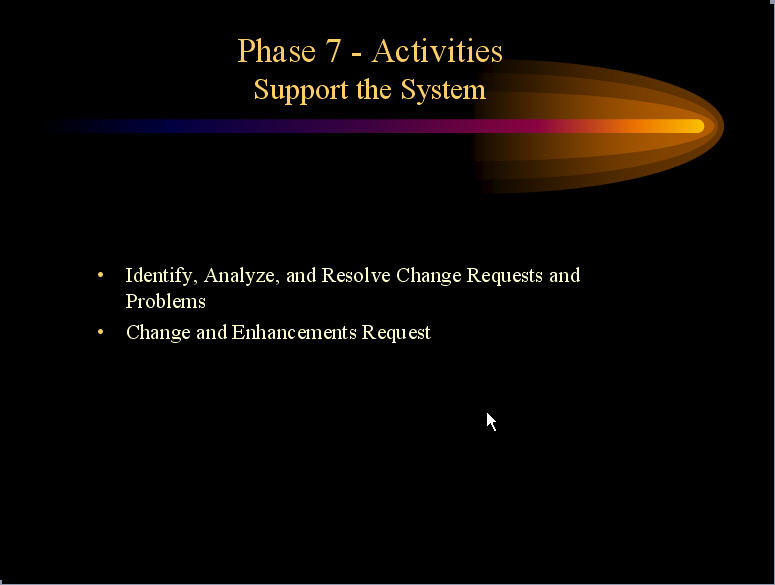 Phase 7 - Activities
Support the System
• Identify, Analyze, and Resolve Change Requests and
Problems
• Change and Enhancements Request